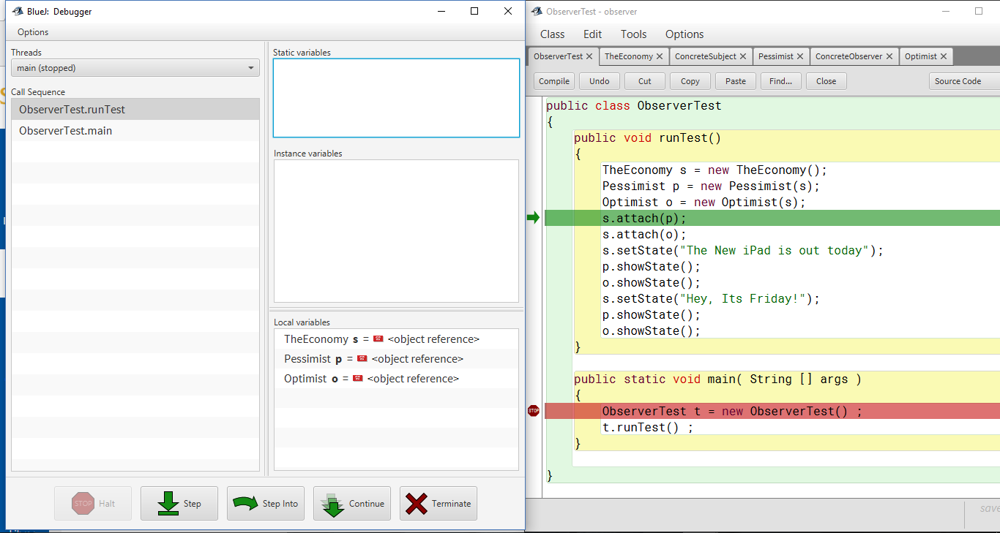 BlueJ: Debugger
Options
Threads
main (stopped)
Call Sequence
ObserverTest.runTest
ObserverTest.main
Static variables
Instance variables
Local variables
TheEconomy s = <object reference>
Pessimist p = <object reference>
Optimist o = <object reference>
STOP Halt
Step
Step Into
Continue
Terminate
ObserverTest - observer
Class Edit Tools Options
ObserverTest TheEconomy ConcreteSubject Pessimist ConcreteObserver Optimist
Compile Undo Cut Copy Paste Find... Close Source Code
public class ObserverTest
{
public void runTest()
{
TheEconomy s = new TheEconomy();
Pessimist p = new Pessimist(s);
Optimist o = new Optimist(s);
s.attach(p);
s.attach(o);
s.setState("The New iPad is out today");
p.showState();
o.showState();
s.setState("Hey, Its Friday!");
p.showState();
o.showState();
}
public static void main( String [] args )
{
STOP ObserverTest t = new ObserverTest() ;
t.runTest() ;
}
}